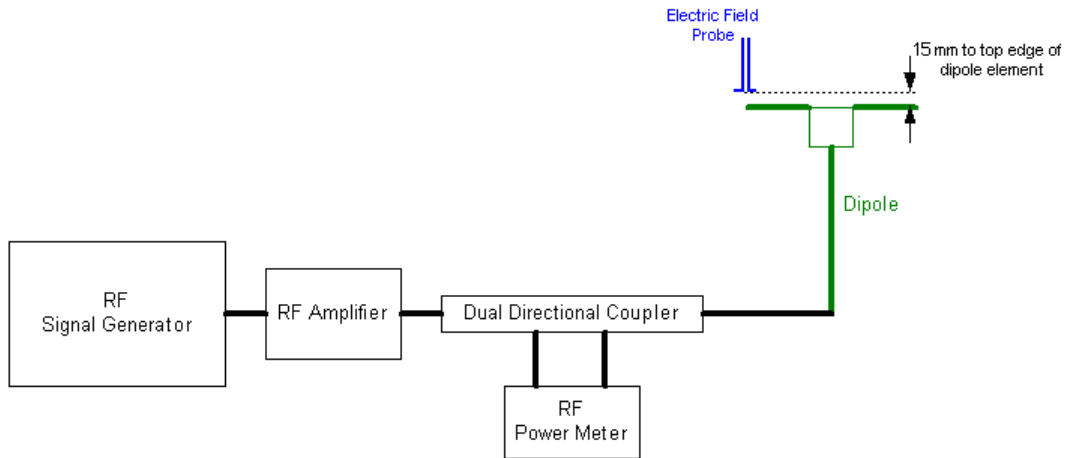 Electric Field
Probe
15 mm to top edge of
dipole element
Dipole
RF
Signal Generator
RF Amplifier
Dual Directional Coupler
RF
Power Meter